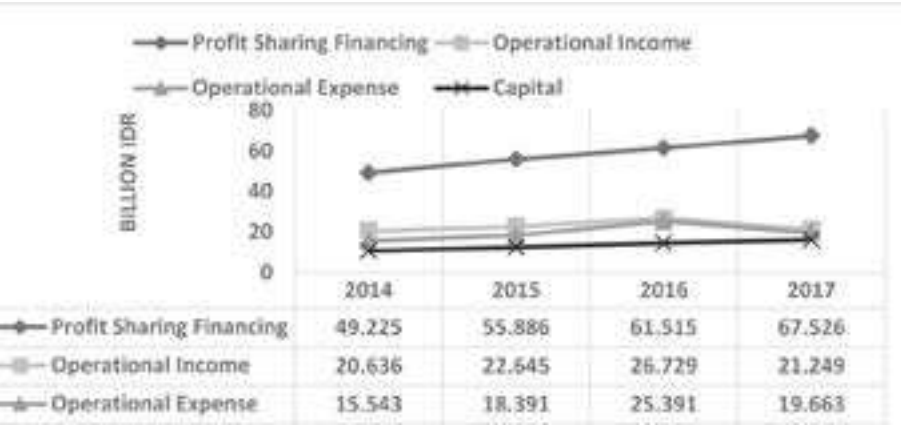 Profit Sharing Financing Operational Income
Operational Expense Capital
BILLION IDR
80
60
40
20
0
2014 2015 2016 2017
Profit Sharing Financing 49.225 55.886 61.515 67.526
Operational Income 20.636 22.645 26.729 21.249
Operational Expense 15.543 18.391 25.391 19.663